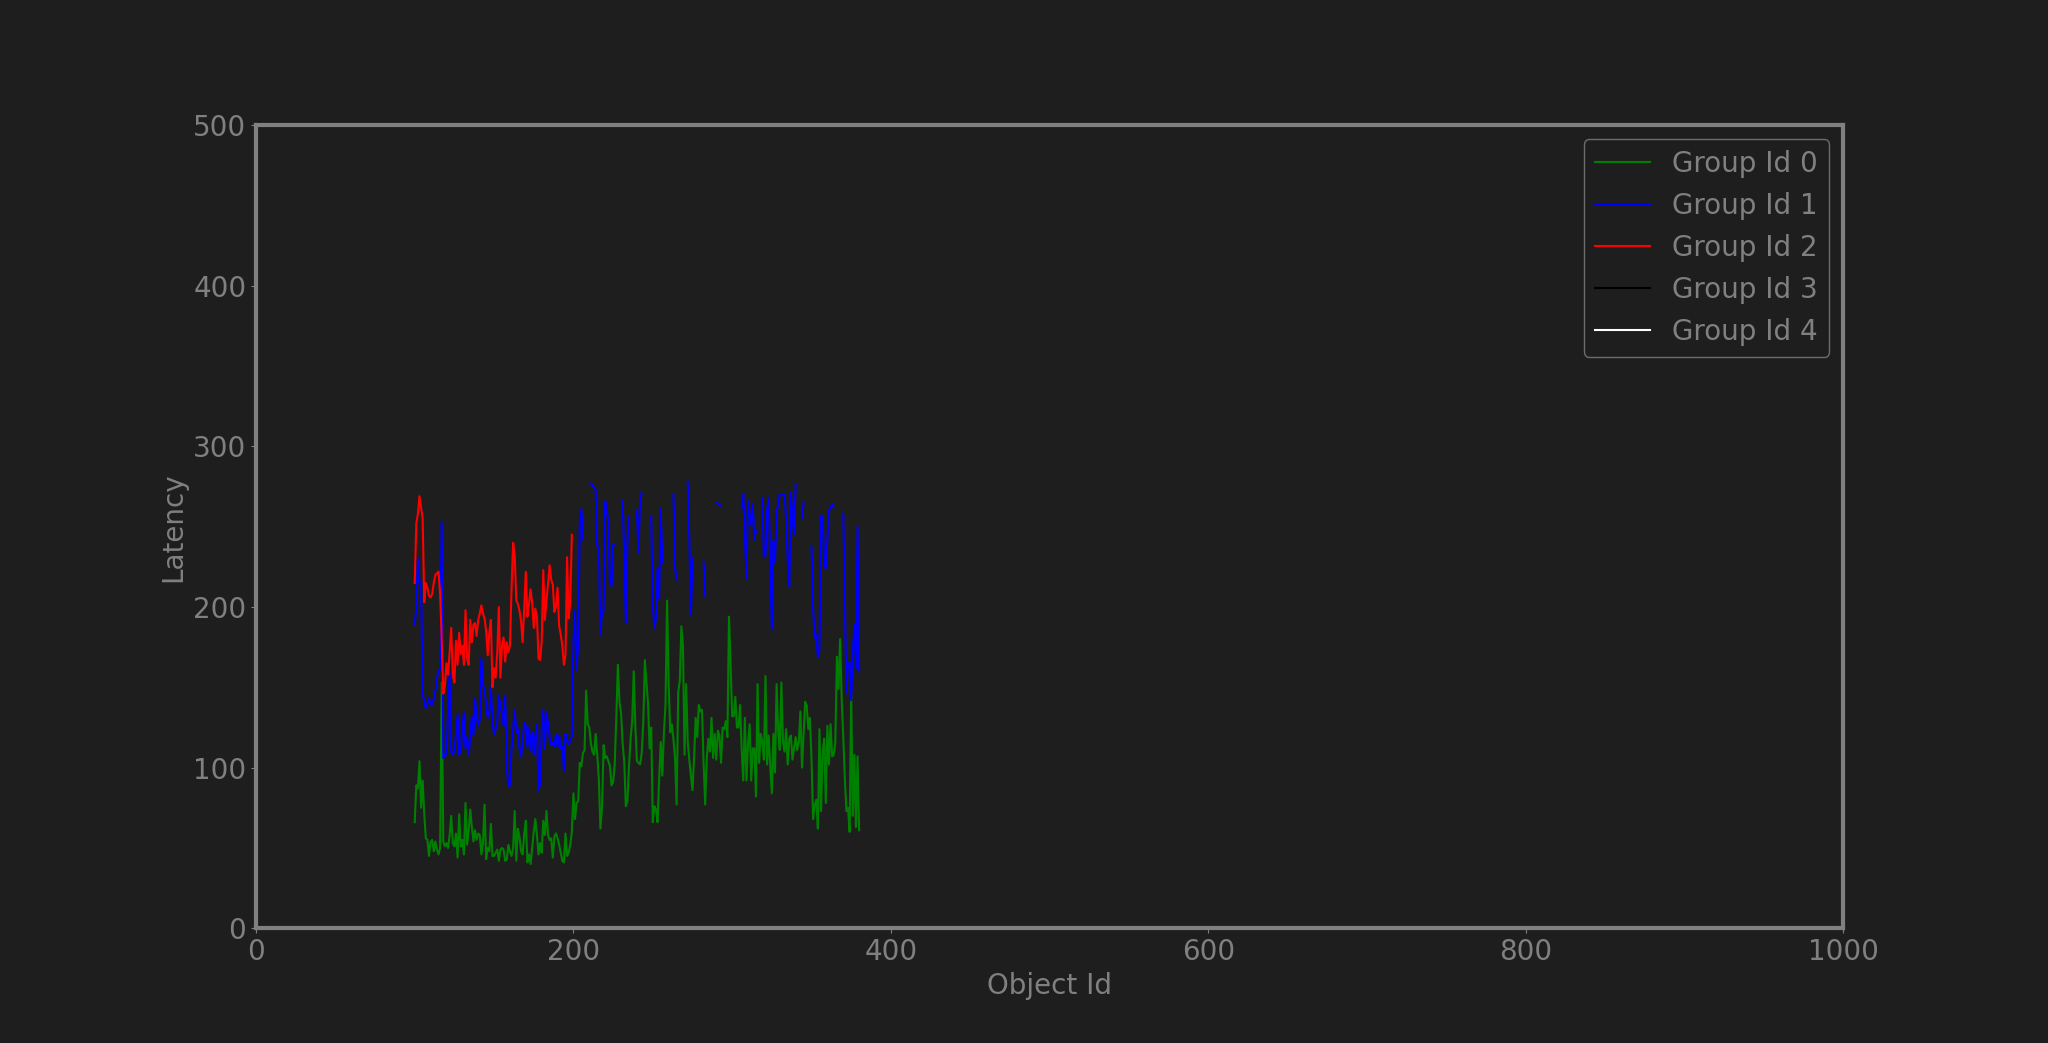 500
400
300
200
100
0
Latency
0 200 400 600 800 1000
Object Id
Group Id 0
Group Id 1
Group Id 2
Group Id 3
Group Id 4